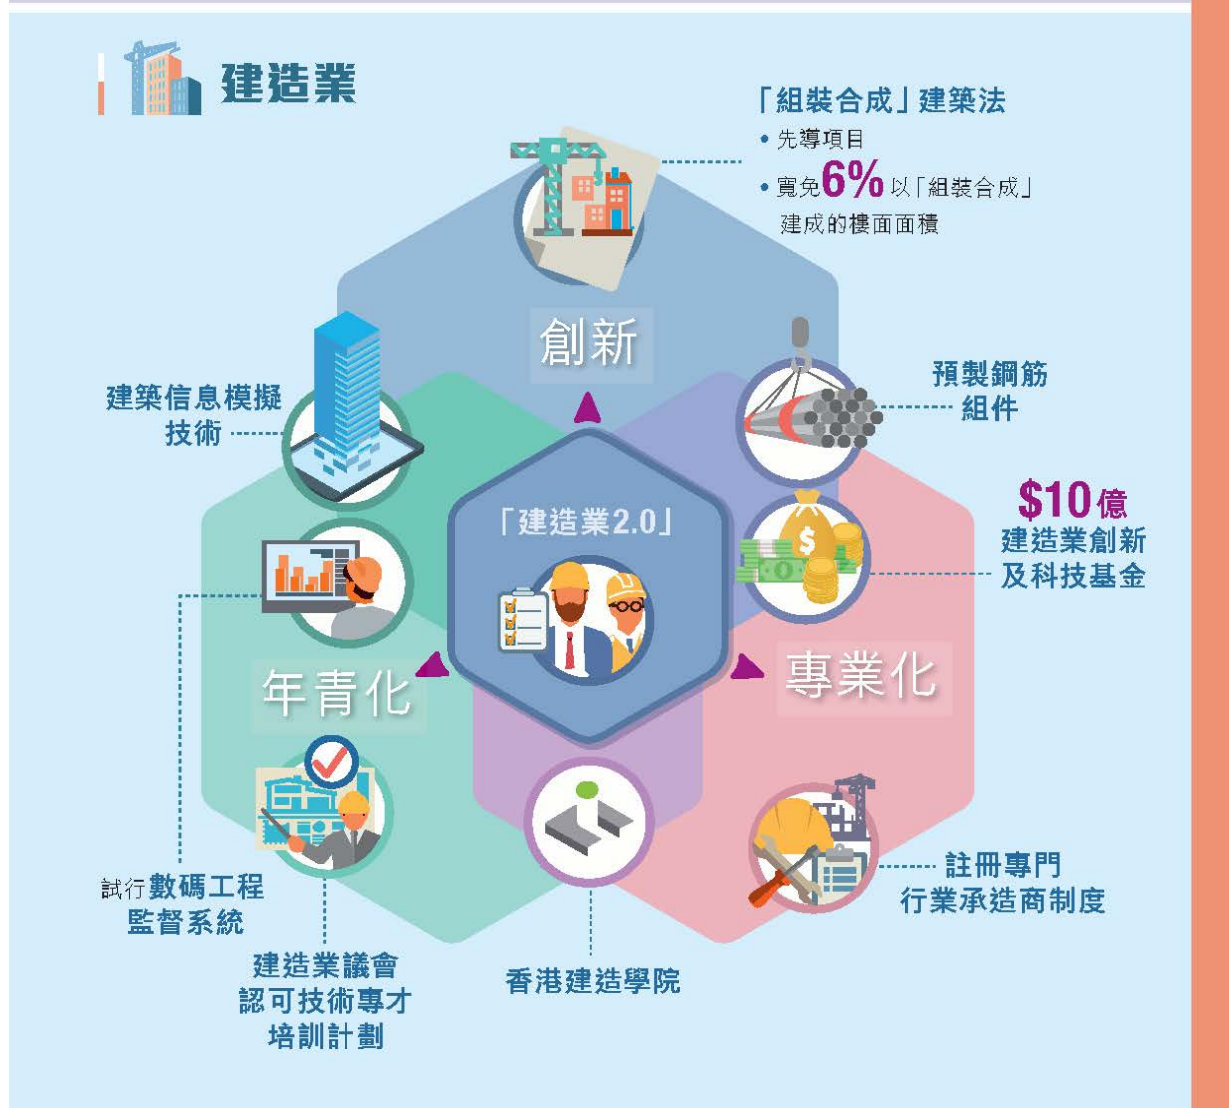 建造業
「組裝合成」建築法
• 先導項目
• 寬免6%以「組裝合成」
建成的樓面面積
創新
建築信息模擬
技術
預製鋼筋
組件
$10億
建造業創新
及科技基金
「建造業2.0」
年青化
專業化
試行數碼工程
監督系統
建造業議會
認可技術專才
培訓計劃
香港建造學院
註冊專門
行業承造商制度